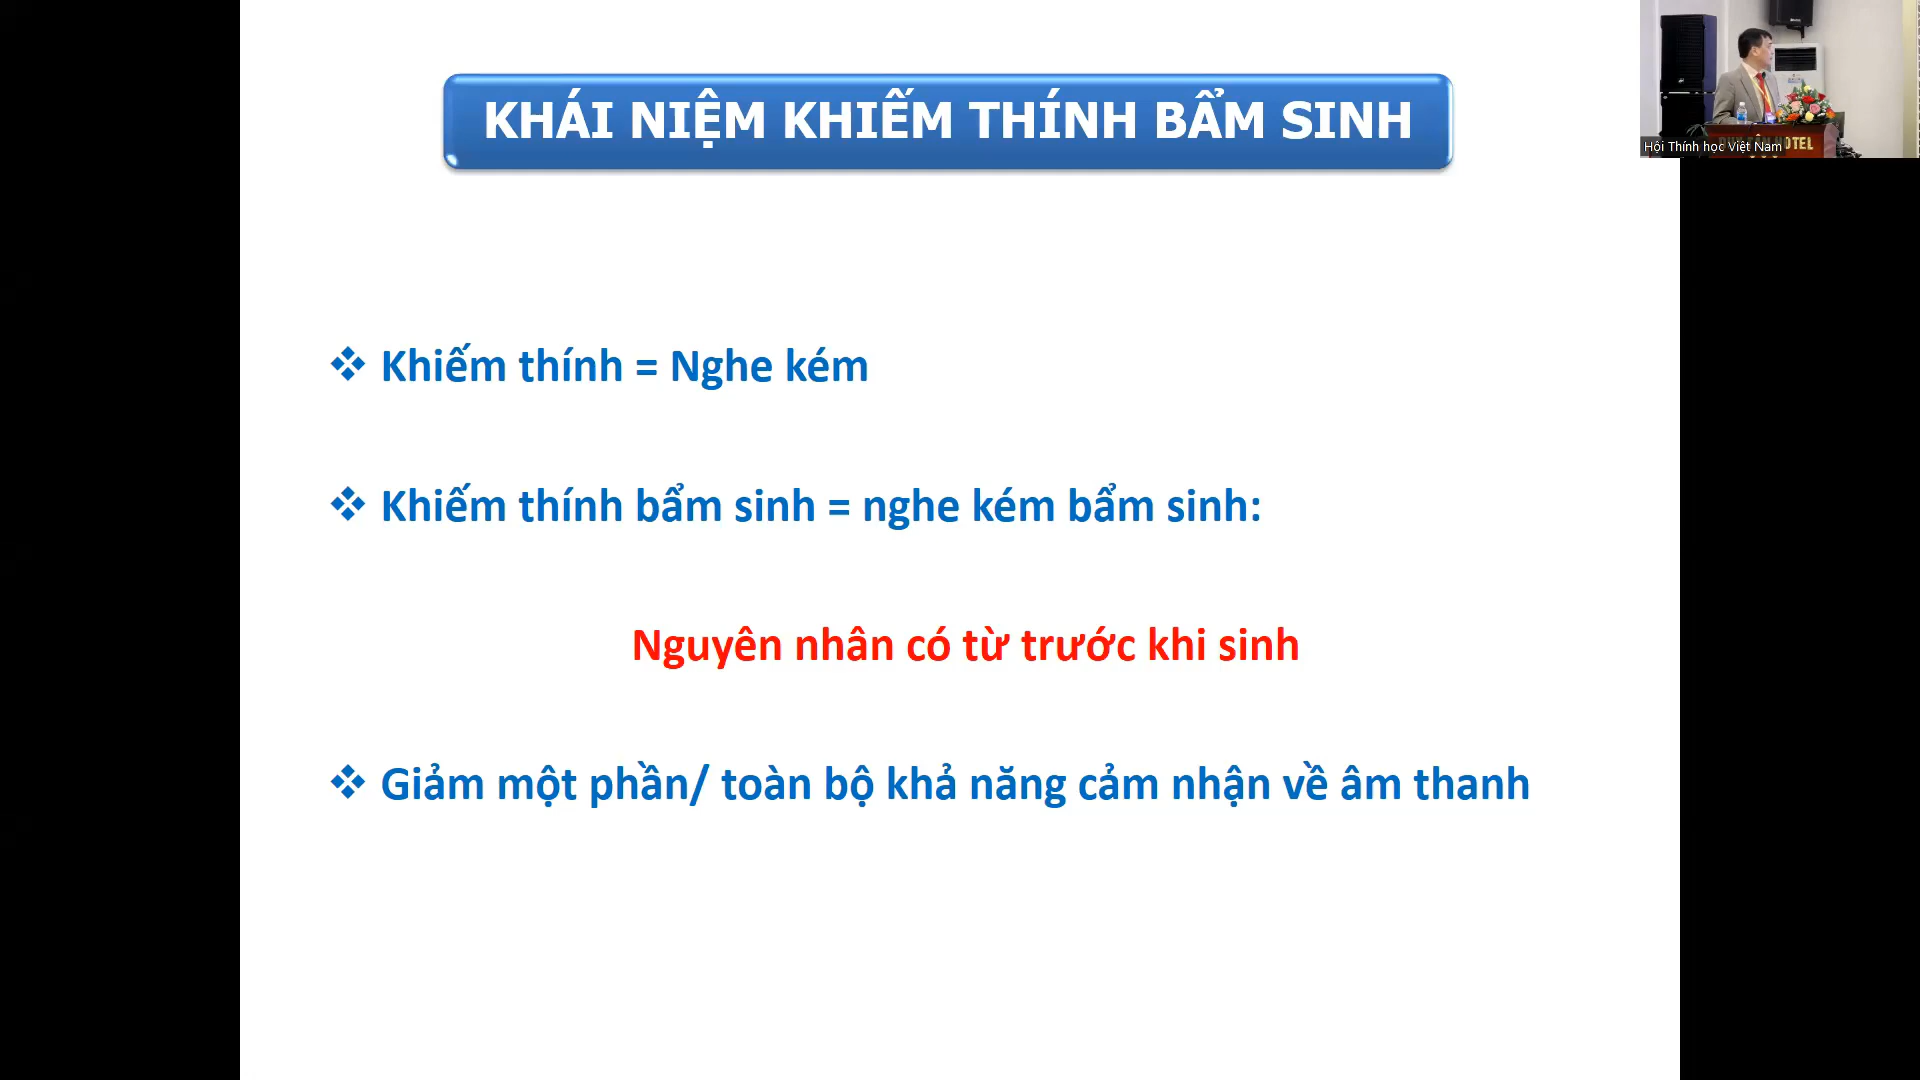 KHÁI NIỆM KHIẾM THÍNH BẨM SINH
Hội Thính học Việt Nam
HOTEL
Khiếm thính = Nghe kém
Khiếm thính bẩm sinh = nghe kém bẩm sinh:
Nguyên nhân có từ trước khi sinh
Giảm một phần/ toàn bộ khả năng cảm nhận về âm thanh